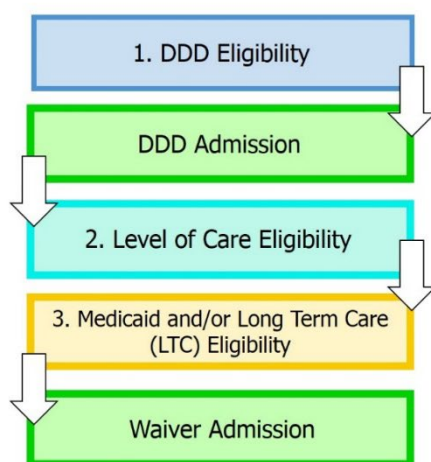 1. DDD Eligibility
DDD Admission
2. Level of Care Eligibility
3. Medicaid and/or Long Term Care
(LTC) Eligibility
Waiver Admission